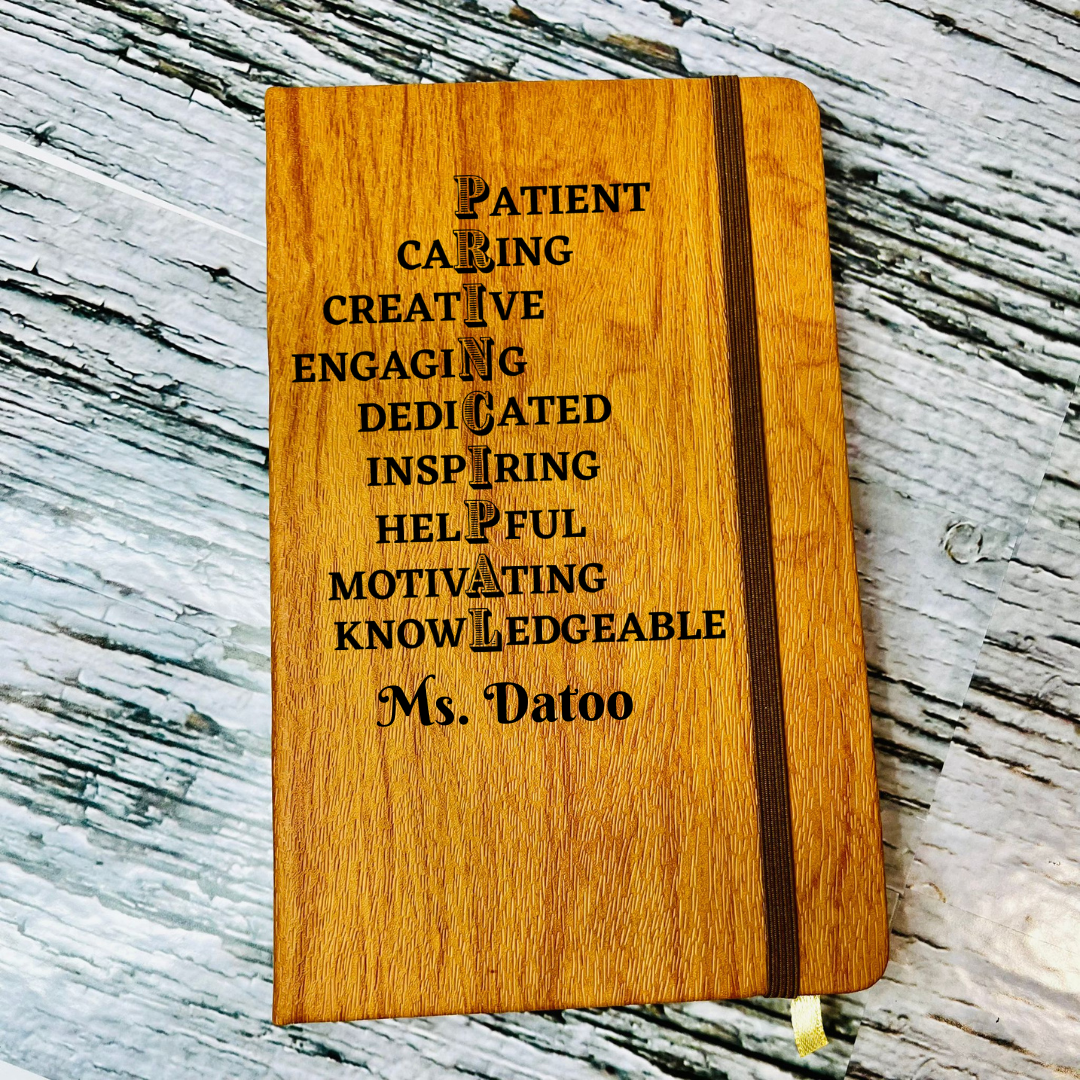 PATIENT
CARING
CREATIVE
ENGAGING
DEDICATED
INSPIRING
HELPFUL
MOTIVATING
KNOWLEDGEABLE
Ms. Datoo